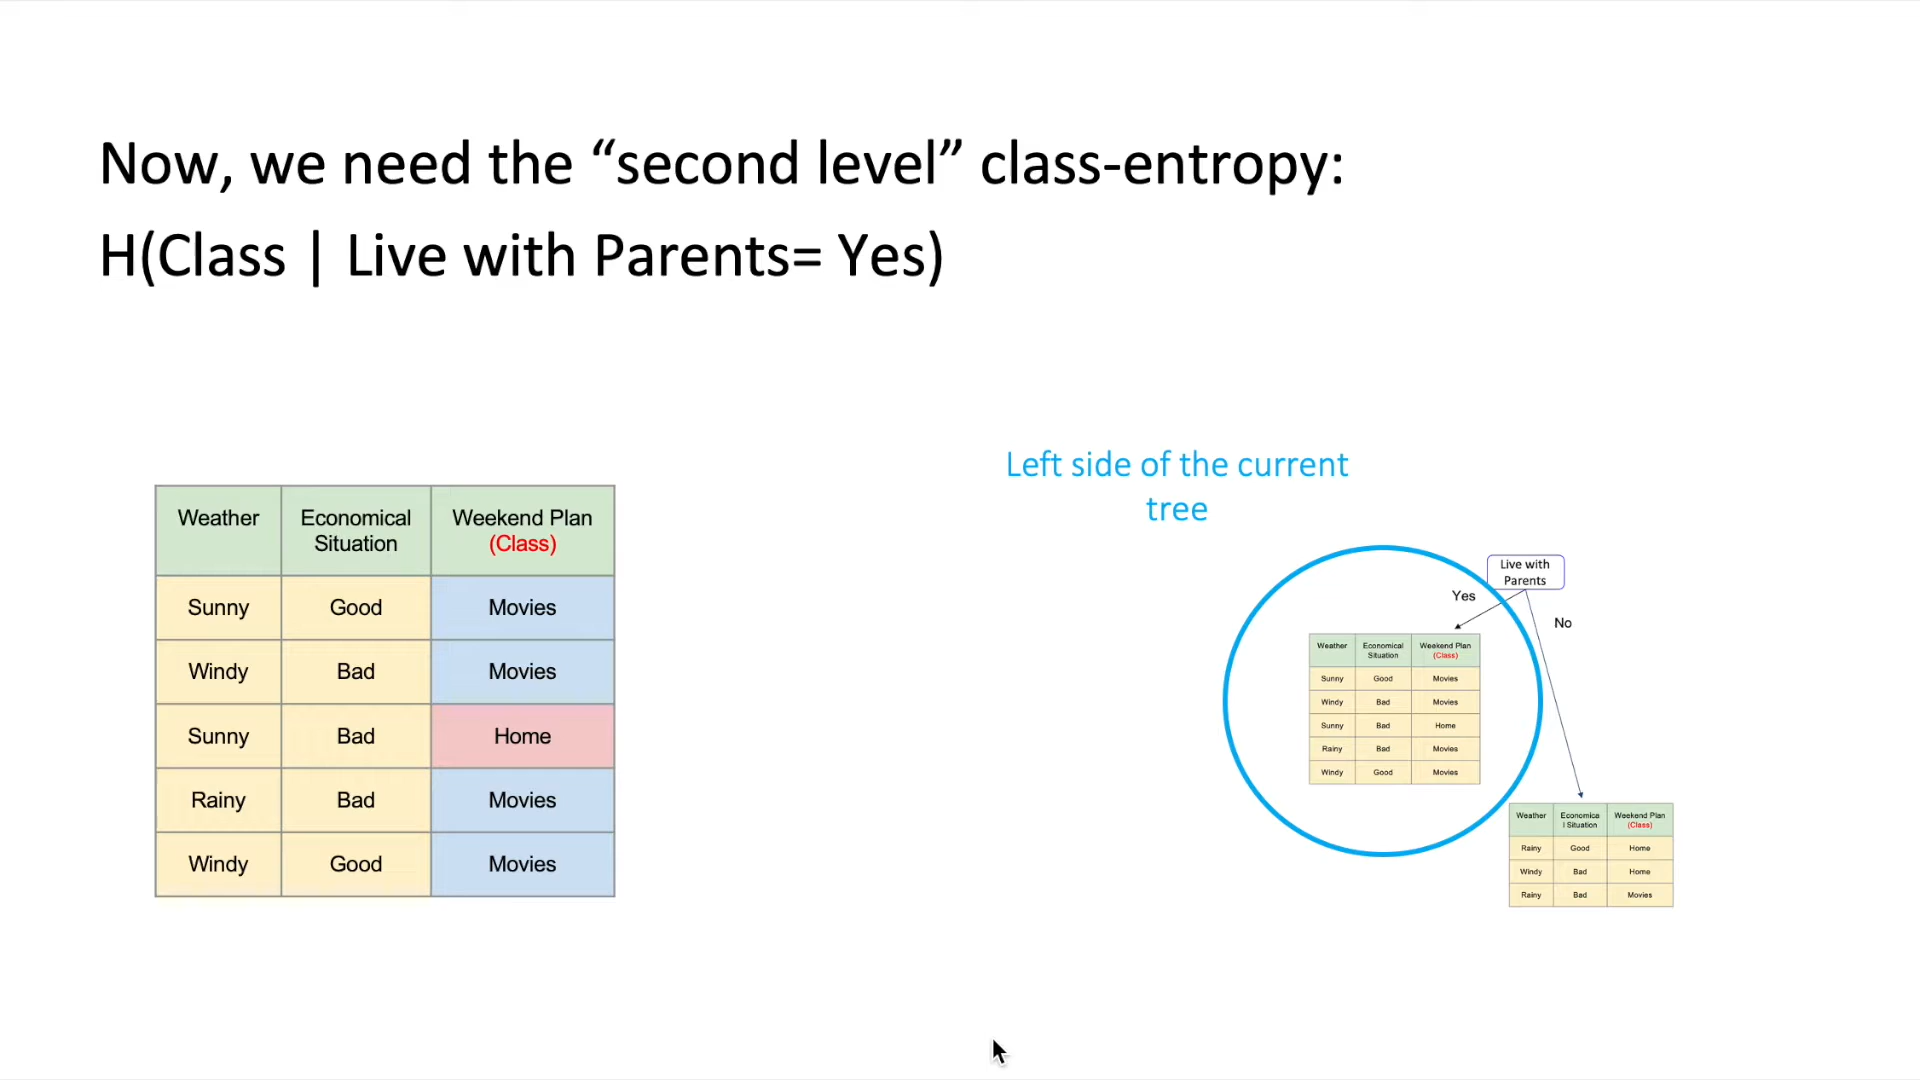 Now, we need the “second level” class-entropy:
H(Class | Live with Parents= Yes)
Weather Economical Situation Weekend Plan (Class)
Sunny Good Movies
Windy Bad Movies
Sunny Bad Home
Rainy Bad Movies
Windy Good Movies
Left side of the current
tree
Live with
Parents
Yes
No
Weather Economical Situation Weekend Plan (Class)
Sunny Good Movies
Windy Bad Movies
Sunny Bad Home
Rainy Bad Movies
Windy Good Movies
Weather Economica l Situation Weekend Plan (Class)
Rainy Good Home
Windy Bad Home
Rainy Bad Movies